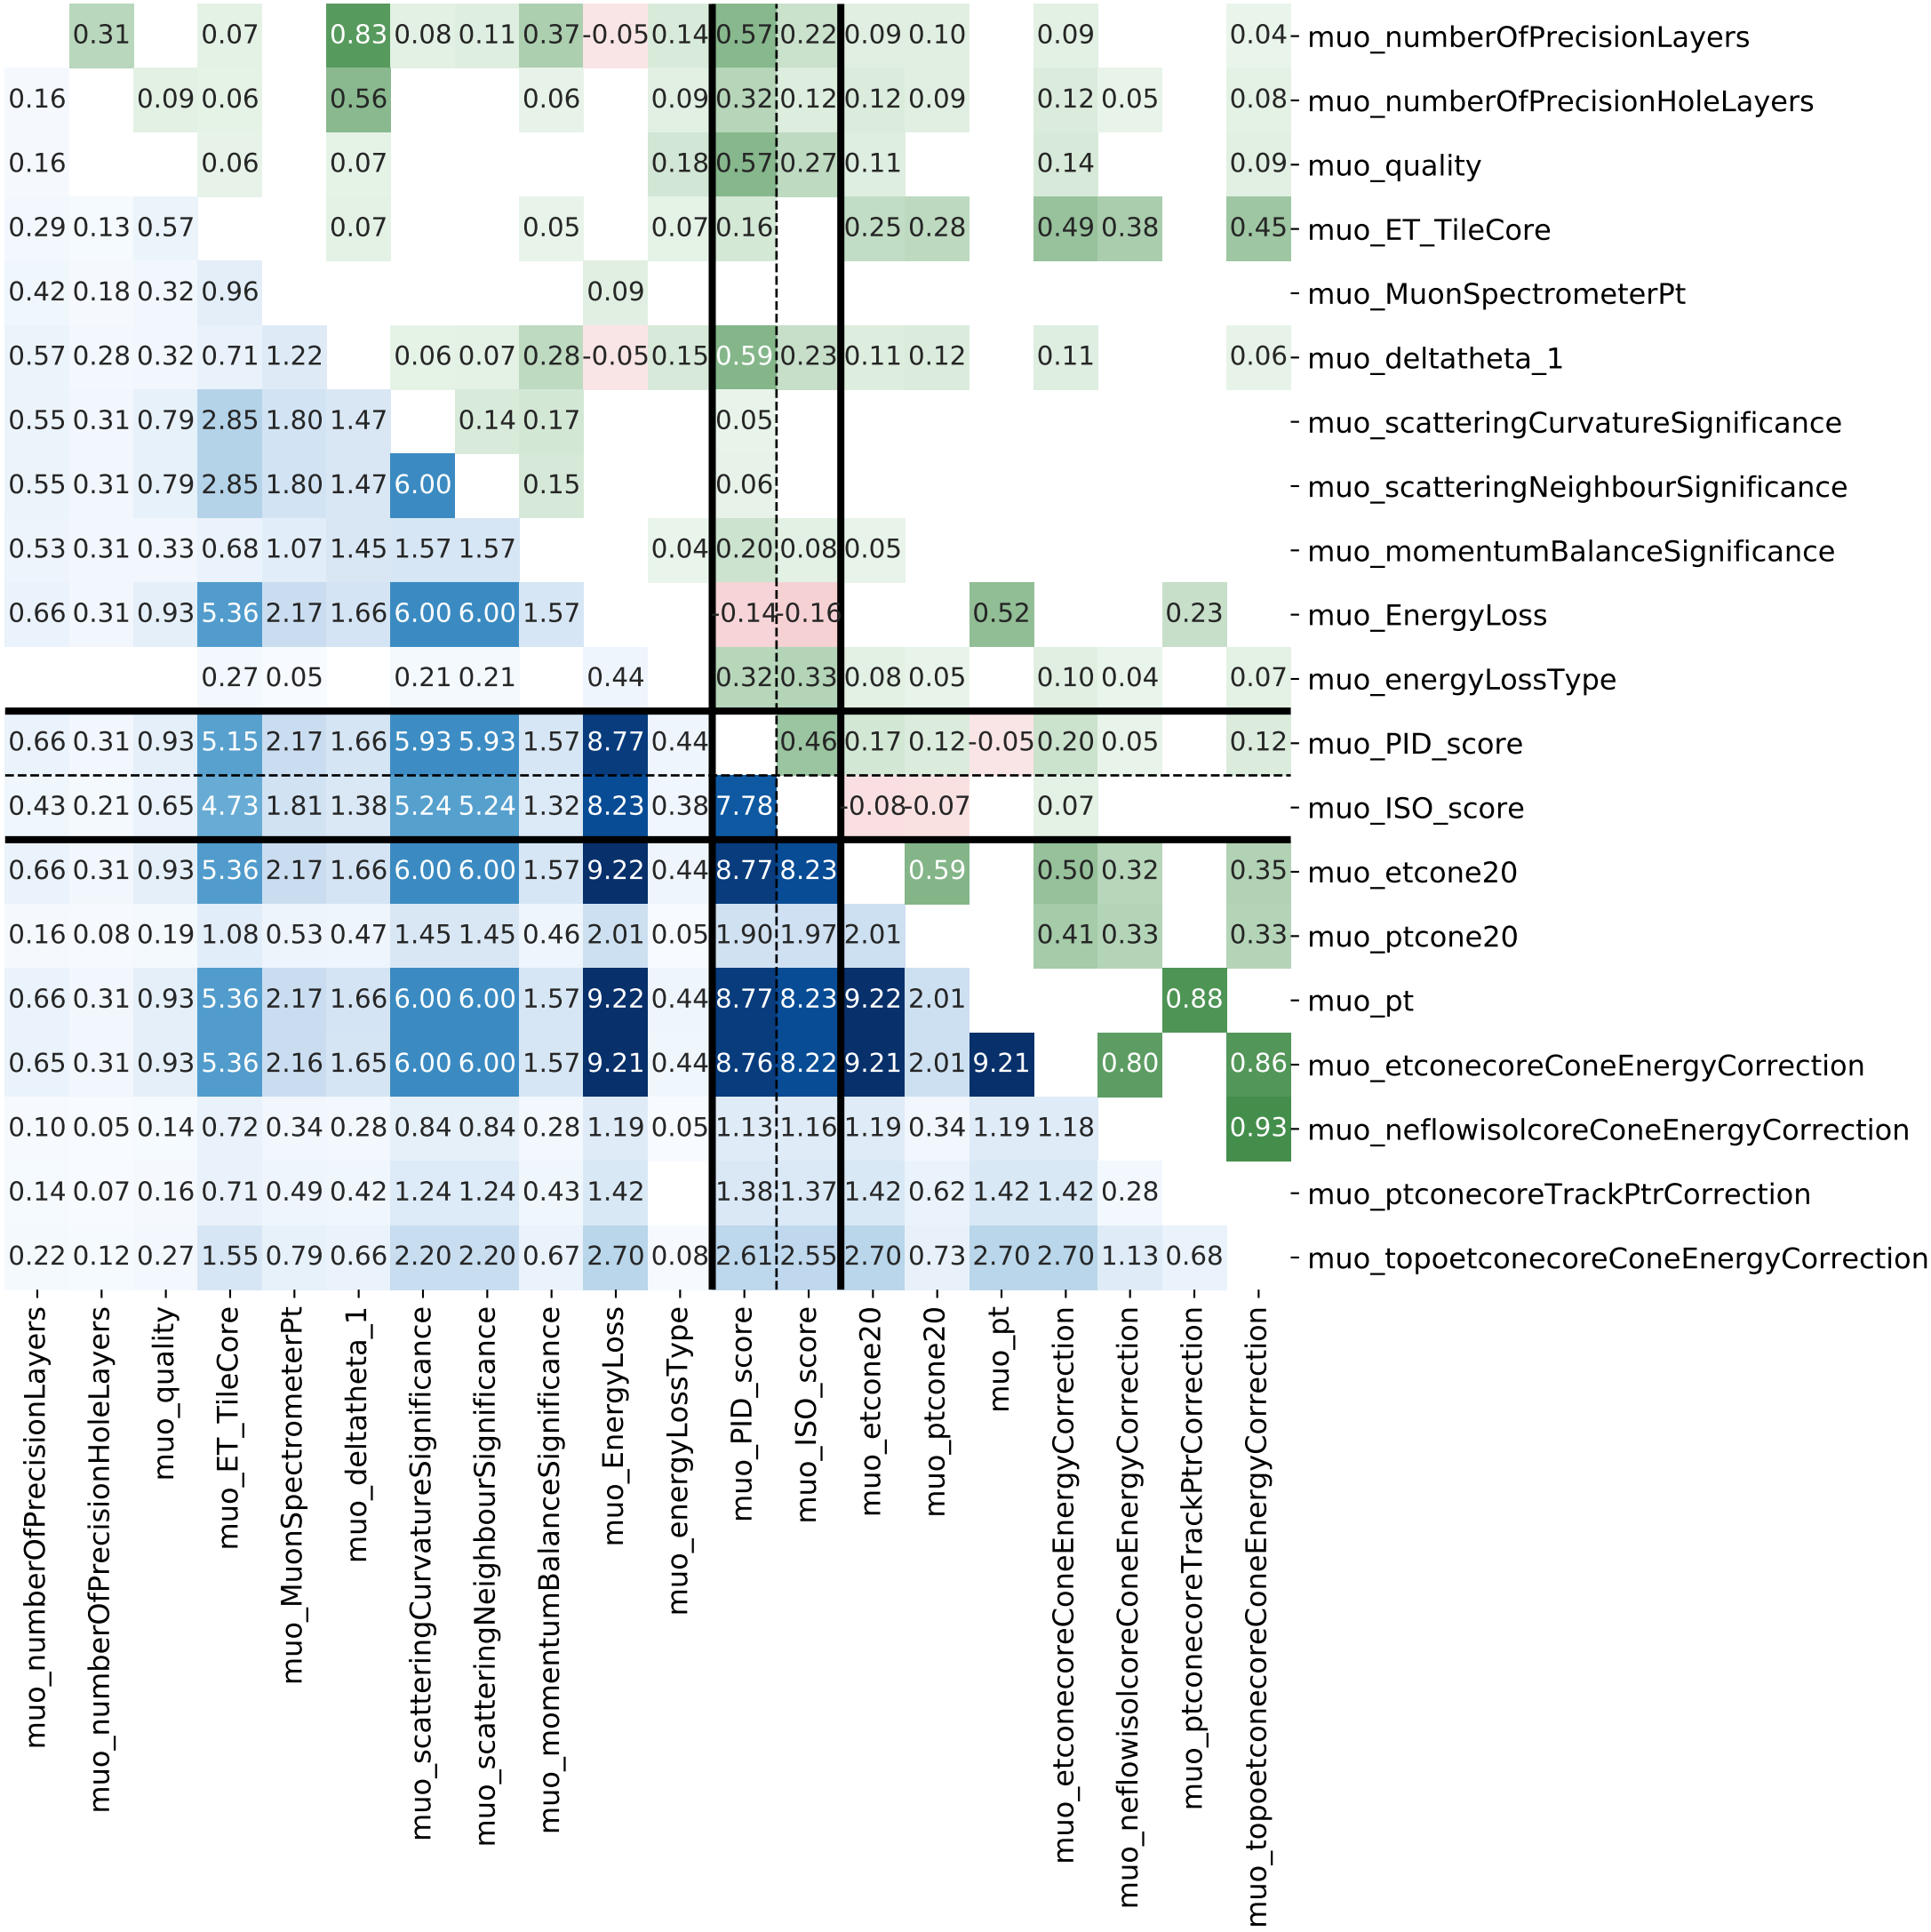 0.31 0.07 0.83 0.08 0.11 0.37 -0.05 0.14 0.57 0.22 0.09 0.10 0.09 0.04 muo_numberOfPrecisionLayers
0.16 0.09 0.06 0.56 0.06 0.09 0.32 0.12 0.12 0.09 0.12 0.05 0.08 muo_numberOfPrecisionHoleLayers
0.16 0.06 0.07 0.18 0.57 0.27 0.11 0.14 0.09 muo_quality
0.29 0.13 0.57 0.07 0.05 0.07 0.16 0.25 0.28 0.49 0.38 0.45 muo_ET_TileCore
0.42 0.18 0.32 0.96 0.09 muo_MuonSpectrometerPt
0.57 0.28 0.32 0.71 1.22 0.06 0.07 0.28 -0.05 0.15 0.59 0.23 0.11 0.12 0.11 0.06 muo_deltatheta_1
0.55 0.31 0.79 2.85 1.80 1.47 0.14 0.17 0.05 muo_scatteringCurvatureSignificance
0.55 0.31 0.79 2.85 1.80 1.47 6.00 0.15 0.06 muo_scatteringNeighbourSignificance
0.53 0.31 0.33 0.68 1.07 1.45 1.57 1.57 0.04 0.20 0.08 0.05 muo_momentumBalanceSignificance
0.66 0.31 0.93 5.36 2.17 1.66 6.00 6.00 1.57 -0.14 -0.16 0.52 0.23 muo_EnergyLoss
0.27 0.05 0.21 0.21 0.44 0.32 0.33 0.08 0.05 0.10 0.04 0.07 muo_energyLossType
0.66 0.31 0.93 5.15 2.17 1.66 5.93 5.93 1.57 8.77 0.44 0.46 0.17 0.12 -0.05 0.20 0.05 0.12 muo_PID_score
0.43 0.21 0.65 4.73 1.81 1.38 5.24 5.24 1.32 8.23 0.38 7.78 -0.08 -0.07 0.07 muo_ISO_score
0.66 0.31 0.93 5.36 2.17 1.66 6.00 6.00 1.57 9.22 0.44 8.77 8.23 0.59 0.50 0.32 0.35 muo_etcone20
0.16 0.08 0.19 1.08 0.53 0.47 1.45 1.45 0.46 2.01 0.05 1.90 1.97 2.01 0.41 0.33 0.33 muo_ptcone20
0.66 0.31 0.93 5.36 2.17 1.66 6.00 6.00 1.57 9.22 0.44 8.77 8.23 9.22 2.01 0.88 muo_pt
0.65 0.31 0.93 5.36 2.16 1.65 6.00 6.00 1.57 9.21 0.44 8.76 8.22 9.21 2.01 9.21 0.80 0.86 muo_etconecoreConeEnergyCorrection
0.10 0.05 0.14 0.72 0.34 0.28 0.84 0.84 0.28 1.19 0.05 1.13 1.16 1.19 0.34 1.19 1.18 0.93 muo_neflowisolcoreConeEnergyCorrection
0.14 0.07 0.16 0.71 0.49 0.42 1.24 1.24 0.43 1.42 1.38 1.37 1.42 0.62 1.42 1.42 0.28 muo_ptconecoreTrackPtrCorrection
0.22 0.12 0.27 1.55 0.79 0.66 2.20 2.20 0.67 2.70 0.08 2.61 2.55 2.70 0.73 2.70 2.70 1.13 0.68 muo_topoetconecoreConeEnergyCorrection
muo_numberOfPrecisionLayers
muo_numberOfPrecisionHoleLayers
muo_quality
muo_ET_TileCore
muo_MuonSpectrometerPt
muo_deltatheta_1
muo_scatteringCurvatureSignificance
muo_scatteringNeighbourSignificance
muo_momentumBalanceSignificance
muo_EnergyLoss
muo_energyLossType
muo_PID_score
muo_ISO_score
muo_etcone20
muo_ptcone20
muo_pt
muo_etconecoreConeEnergyCorrection
muo_neflowisolcoreConeEnergyCorrection
muo_ptconecoreTrackPtrCorrection
muo_topoetconecoreConeEnergyCorrection